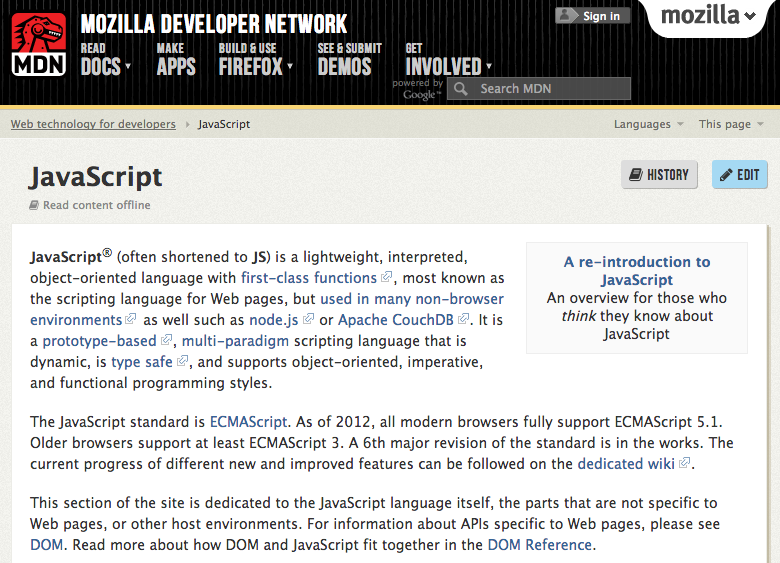 MOZILLA DEVELOPER NETWORK
Sign in
mozilla
MDN
READ DOCS
MAKE APPS
BUILD & USE FIREFOX
SEE & SUBMIT DEMOS
GET INVOLVED
powered by Google™
Search MDN
Web technology for developers
JavaScript
Languages
This page
JavaScript
HISTORY
EDIT
Read content offline
JavaScript® (often shortened to JS) is a lightweight, interpreted,
object-oriented language with first-class functions, most known as
the scripting language for Web pages, but used in many non-browser
environments as well such as node.js or Apache CouchDB. It is
a prototype-based, multi-paradigm scripting language that is
dynamic, is type safe, and supports object-oriented, imperative,
and functional programming styles.
A re-introduction to
JavaScript
An overview for those who
think they know about
JavaScript
The JavaScript standard is ECMAScript. As of 2012, all modern browsers fully support ECMAScript 5.1.
Older browsers support at least ECMAScript 3. A 6th major revision of the standard is in the works. The
current progress of different new and improved features can be followed on the dedicated wiki.
This section of the site is dedicated to the JavaScript language itself, the parts that are not specific to
Web pages, or other host environments. For information about APIs specific to Web pages, please see
DOM. Read more about how DOM and JavaScript fit together in the DOM Reference.